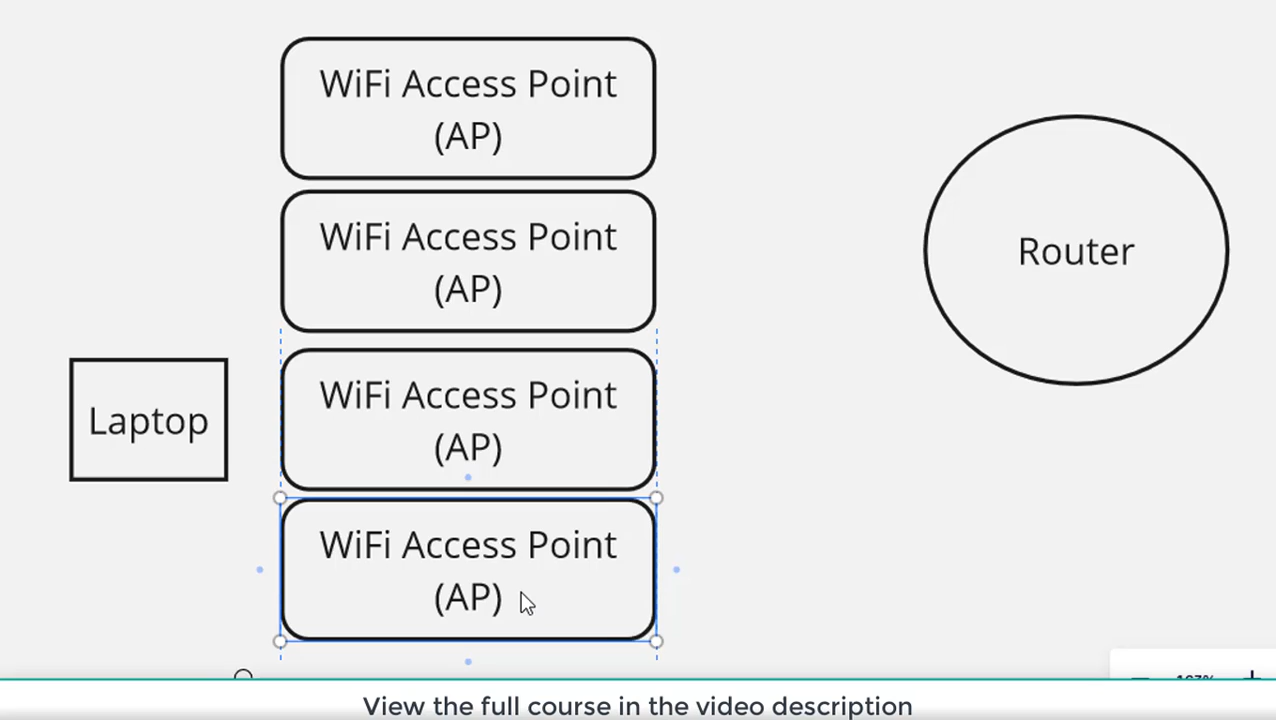 WiFi Access Point
(AP)
WiFi Access Point
(AP)
Router
WiFi Access Point
(AP)
Laptop
WiFi Access Point
(AP)
View the full course in the video description